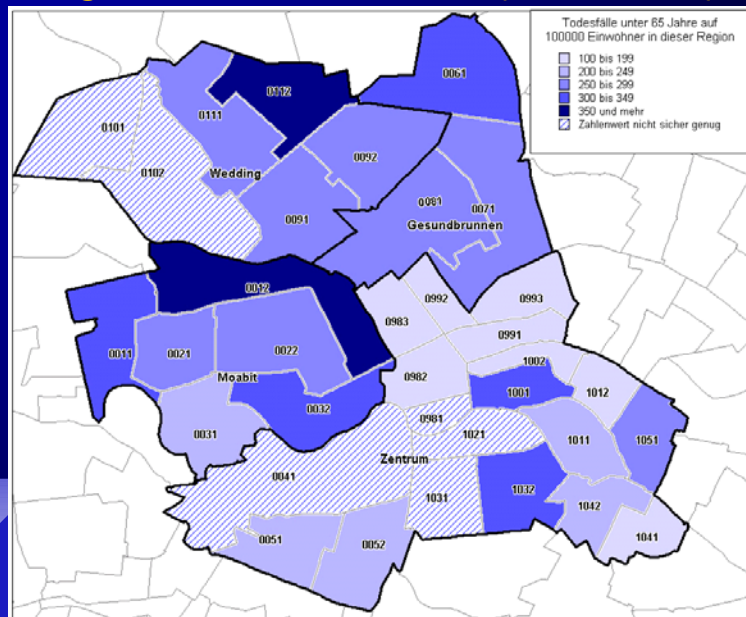 Todesfälle unter 65 Jahre auf
100000 Einwohner in dieser Region
100 bis 199
200 bis 249
250 bis 299
300 bis 349
350 und mehr
Zahlenwert nicht sicher genug
0061
0112
0111
0101
0092
0102
Wedding
0081
0071
0091
Gesundbrunnen
0012
0992
0993
0983
0991
0011
0021
0022
1002
0982
Moabit
1001
1012
0032
0981
0031
1021
1011
1051
Zentrum
0041
1032
1031
1042
0051
0052
1041